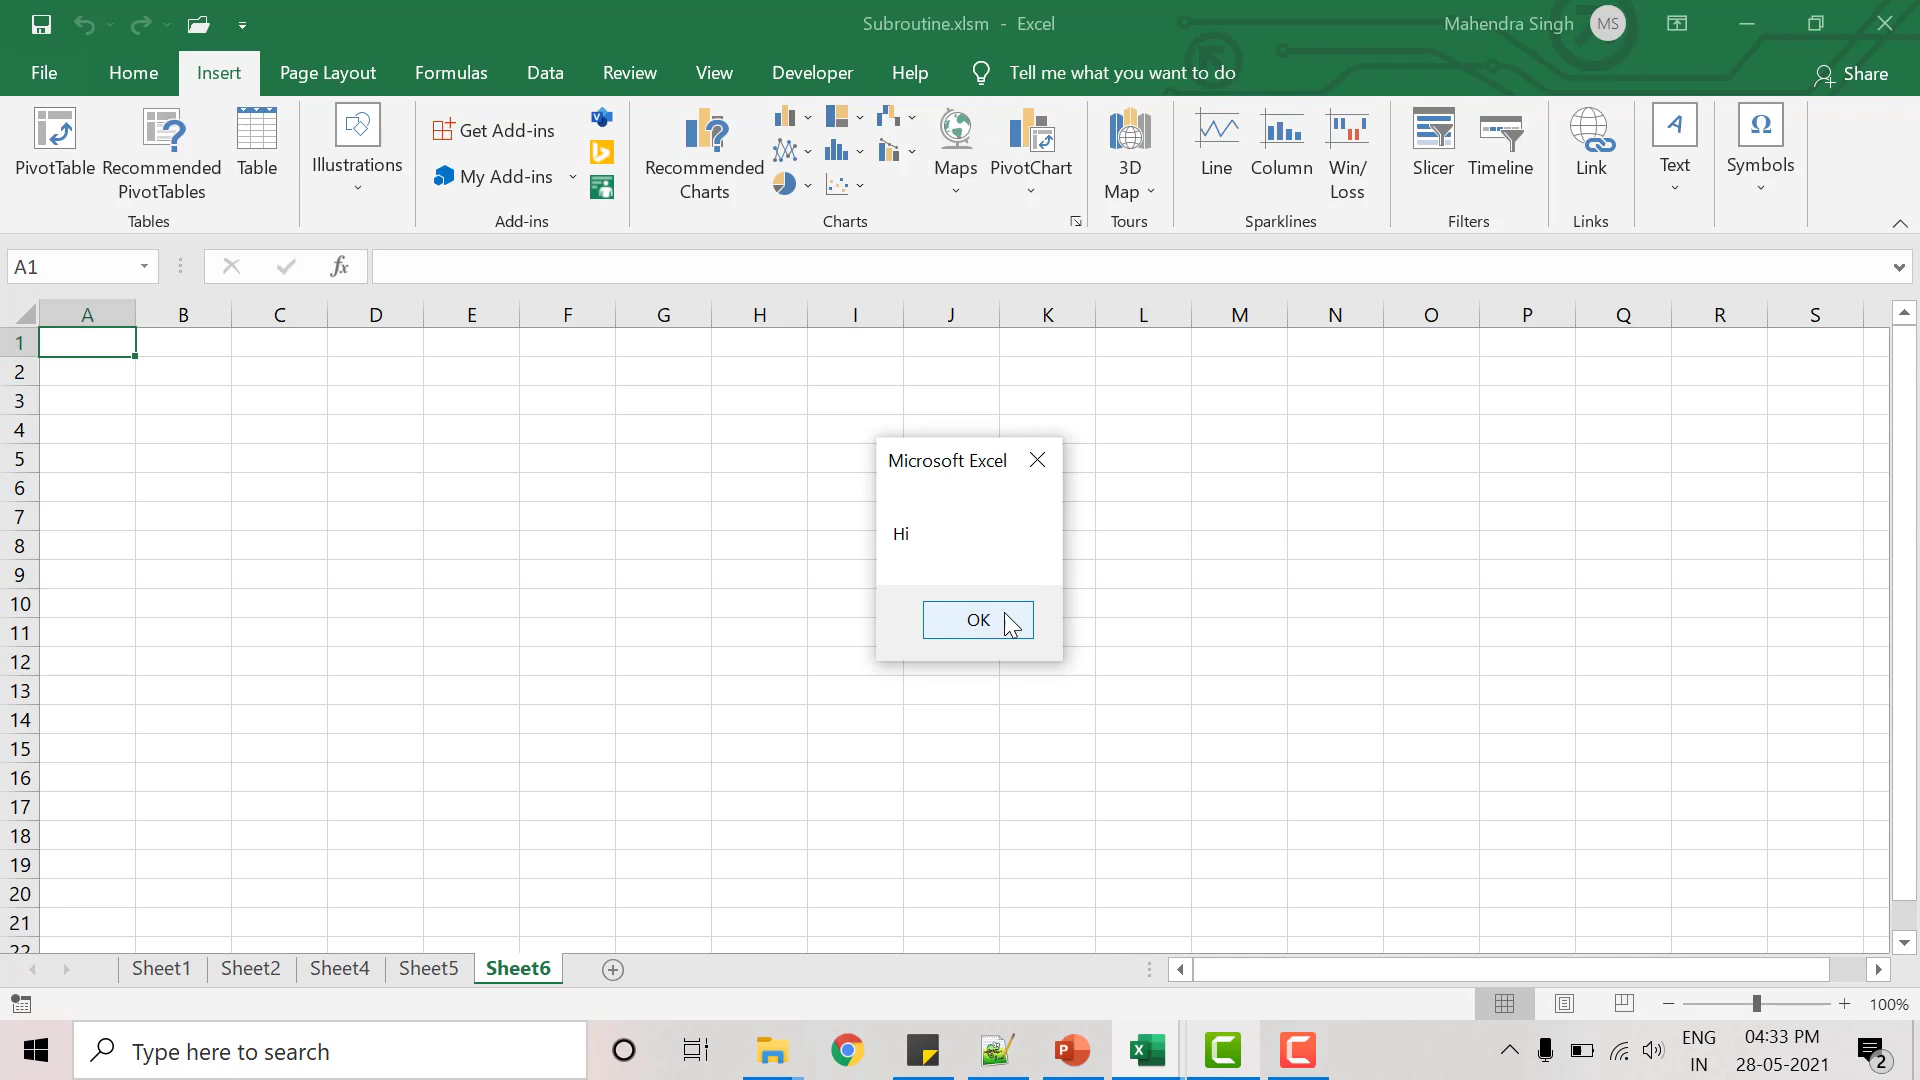 Subroutine.xlsm - Excel
Mahendra Singh MS
File Home Insert Page Layout Formulas Data Review View Developer Help Tell me what you want to do Share
PivotTable
Recommended
PivotTables
Table
Tables
Illustrations
Get Add-ins
My Add-ins
Add-ins
Recommended
Charts
Maps
PivotChart
Charts
3D
Map
Tours
Line
Column
Win/
Loss
Sparklines
Slicer
Timeline
Filters
Link
Links
Text
Symbols
A1
fx
A B C D E F G H I J K L M N O P Q R S
1
2
3
4
5
6
7
8
9
10
11
12
13
14
15
16
17
18
19
20
21
22
Microsoft Excel
Hi
OK
Sheet1 Sheet2 Sheet4 Sheet5 Sheet6
100%
Type here to search
ENG
IN
04:33 PM
28-05-2021
2